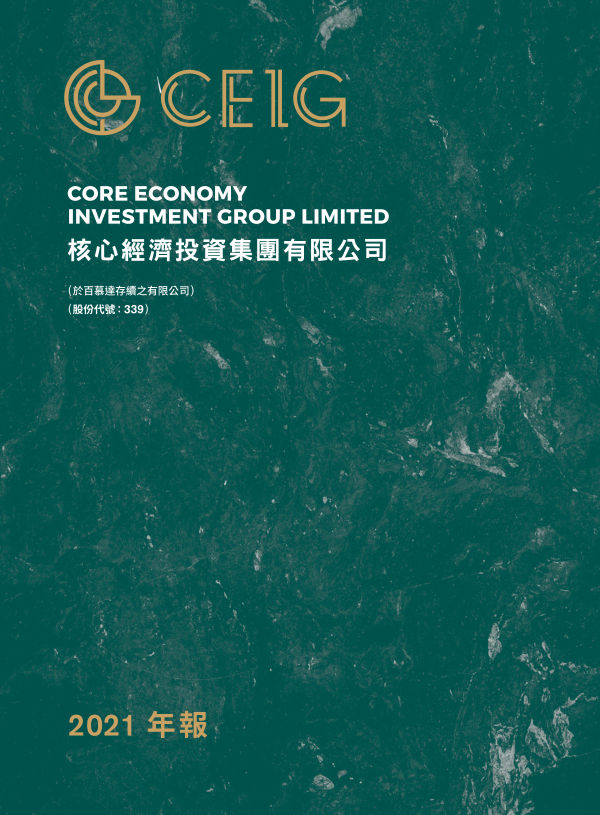 CEIG
CORE ECONOMY
INVESTMENT GROUP LIMITED
核心經濟投資集團有限公司
(於百慕達存續之有限公司)
(股份代號：339)
2021 年報